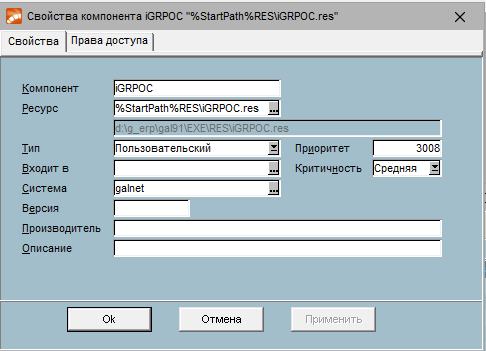 Свойства компонента iGRPOC "%StartPath%RES\iGRPOC.res"
Свойства Права доступа
Компонент iGRPOC
Ресурс %StartPath%RES\iGRPOC.res ...
d:\g_erp\gal91\EXE\RES\iGRPOC.res
Тип Пользовательский Приоритет 3008
Входит в ... Критичность Средняя
Система galnet ...
Версия
Производитель
Описание
Ok Отмена Применить